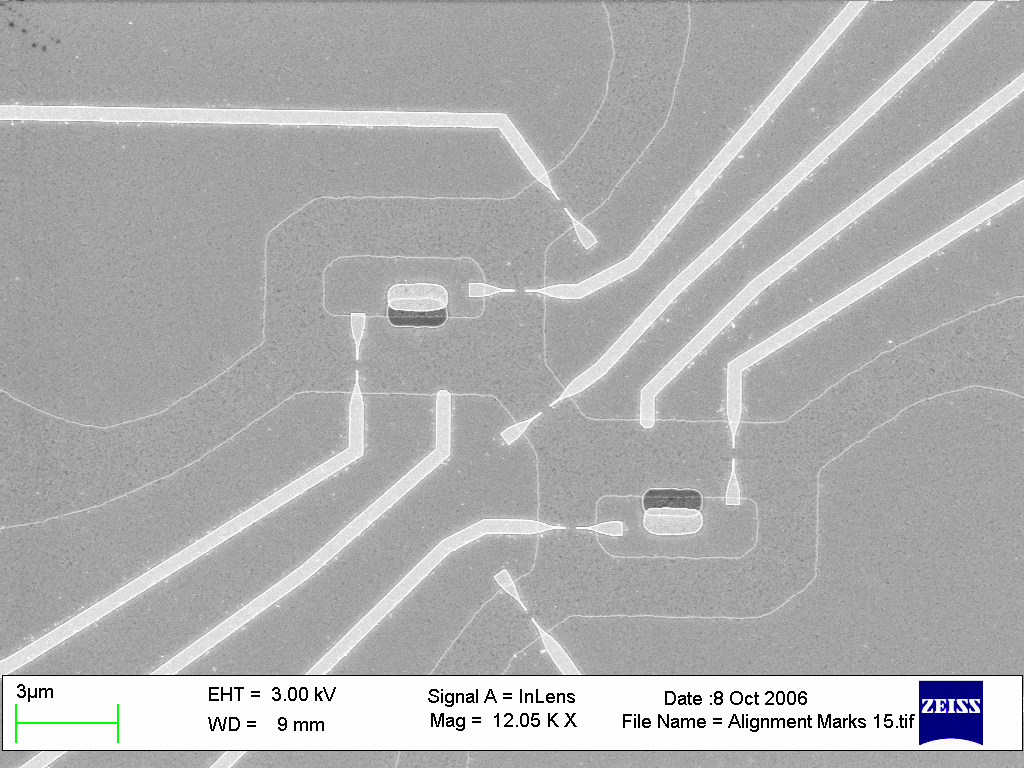 3µm
EHT = 3.00 kV
Signal A = InLens
Date :8 Oct 2006
WD = 9 mm
Mag = 12.05 K X
File Name = Alignment Marks 15.tif
ZEISS